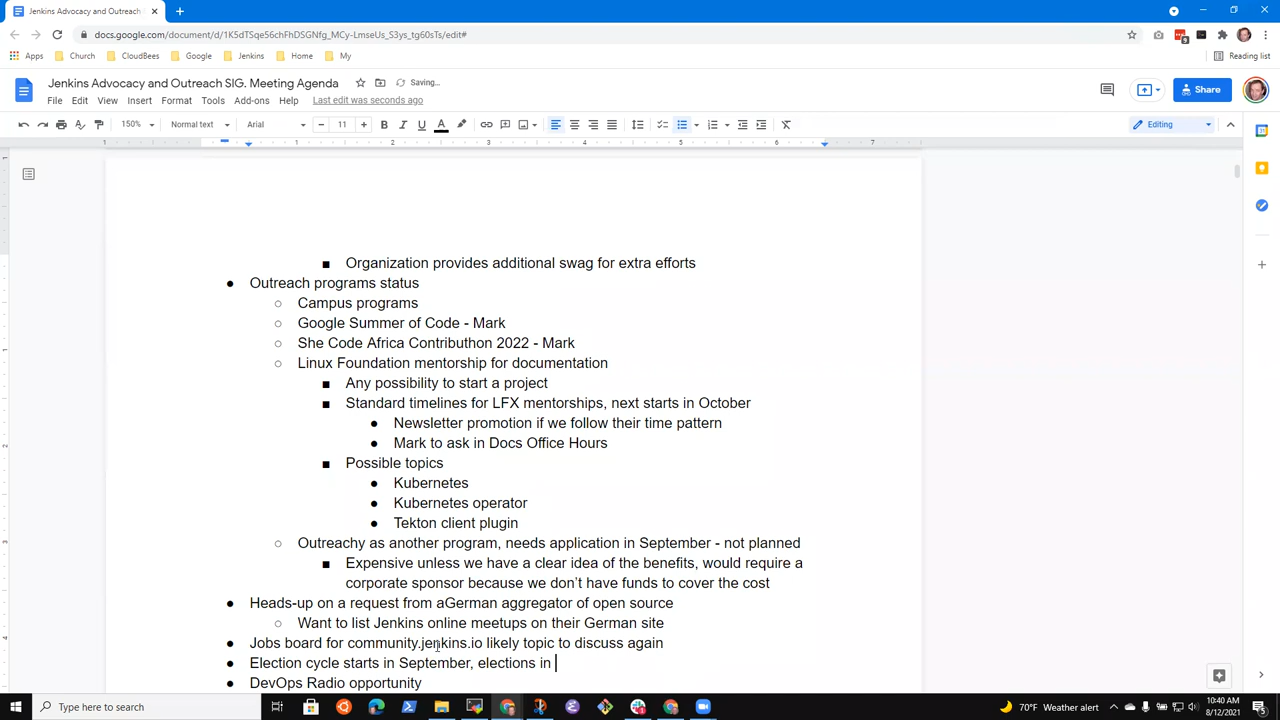 Jenkins Advocacy and Outreach
docs.google.com/document/d/1K5dTSqe56chFhDSGNfg_MCy-LmseUs_S3ys_tg60sTs/edit#
Apps Church CloudBees Google Jenkins Home My Reading list
Jenkins Advocacy and Outreach SIG. Meeting Agenda Saving...
File Edit View Insert Format Tools Add-ons Help Last edit was seconds ago Share
150% Normal text Arial 11 Editing
1 1 2 3 4 5 6 7
Organization provides additional swag for extra efforts
Outreach programs status
Campus programs
Google Summer of Code - Mark
She Code Africa Contributhon 2022 - Mark
Linux Foundation mentorship for documentation
Any possibility to start a project
Standard timelines for LFX mentorships, next starts in October
Newsletter promotion if we follow their time pattern
Mark to ask in Docs Office Hours
Possible topics
Kubernetes
Kubernetes operator
Tekton client plugin
Outreachy as another program, needs application in September - not planned
Expensive unless we have a clear idea of the benefits, would require a
corporate sponsor because we don't have funds to cover the cost
Heads-up on a request from aGerman aggregator of open source
Want to list Jenkins online meetups on their German site
Jobs board for community.jenkins.io likely topic to discuss again
Election cycle starts in September, elections in
DevOps Radio opportunity
Type here to search
70°F Weather alert
10:40 AM
8/12/2021